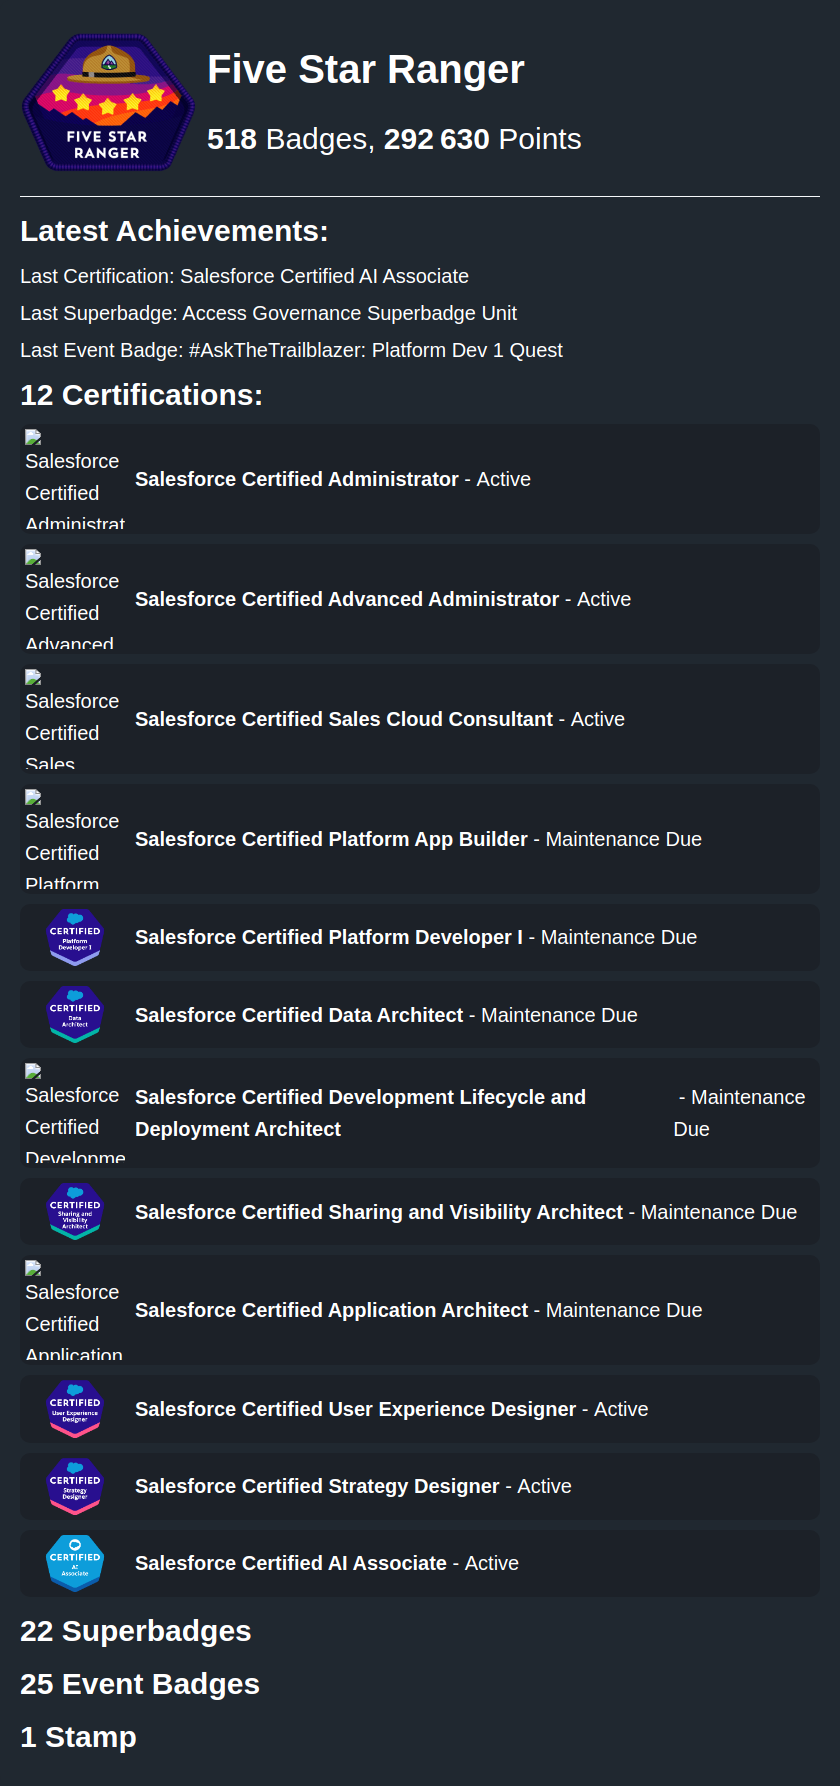 FIVE STAR
RANGER
Five Star Ranger
518 Badges, 292 630 Points
Latest Achievements:
Last Certification: Salesforce Certified AI Associate
Last Superbadge: Access Governance Superbadge Unit
Last Event Badge: #AskTheTrailblazer: Platform Dev 1 Quest
12 Certifications:
Salesforce
Certified
Administrat
Salesforce Certified Administrator - Active
Salesforce
Certified
Advanced
Salesforce Certified Advanced Administrator - Active
Salesforce
Certified
Sales
Salesforce Certified Sales Cloud Consultant - Active
Salesforce
Certified
Platform
Salesforce Certified Platform App Builder - Maintenance Due
CERTIFIED
Platform
Developer I
Salesforce Certified Platform Developer I - Maintenance Due
CERTIFIED
Data
Architect
Salesforce Certified Data Architect - Maintenance Due
Salesforce
Certified
Developme
Salesforce Certified Development Lifecycle and - Maintenance
Deployment Architect Due
CERTIFIED
Sharing and
Visibility
Architect
Salesforce Certified Sharing and Visibility Architect - Maintenance Due
Salesforce
Certified
Application
Salesforce Certified Application Architect - Maintenance Due
CERTIFIED
User Experience
Designer
Salesforce Certified User Experience Designer - Active
CERTIFIED
Strategy
Designer
Salesforce Certified Strategy Designer - Active
CERTIFIED
AI
Associate
Salesforce Certified AI Associate - Active
22 Superbadges
25 Event Badges
1 Stamp